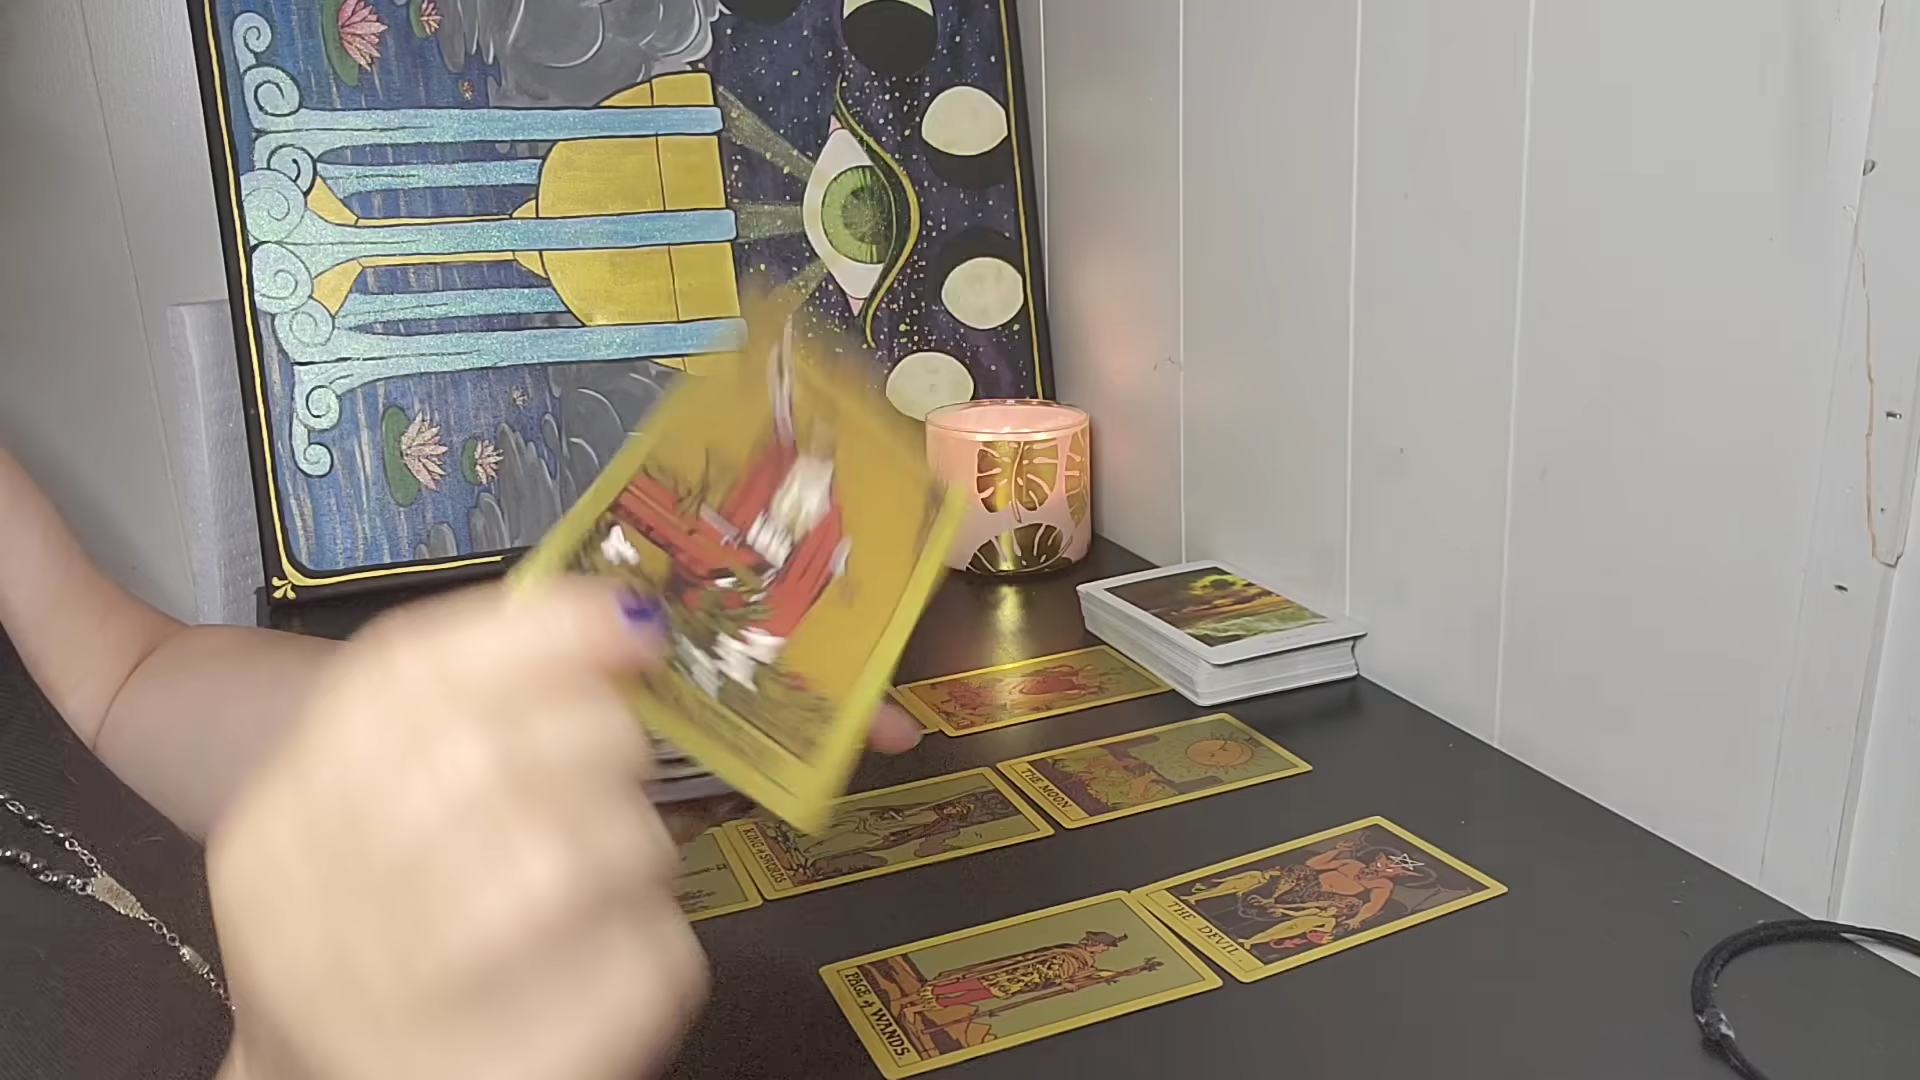 THE MOON
KING of SWORDS
THE DEVIL.
PAGE of WANDS.